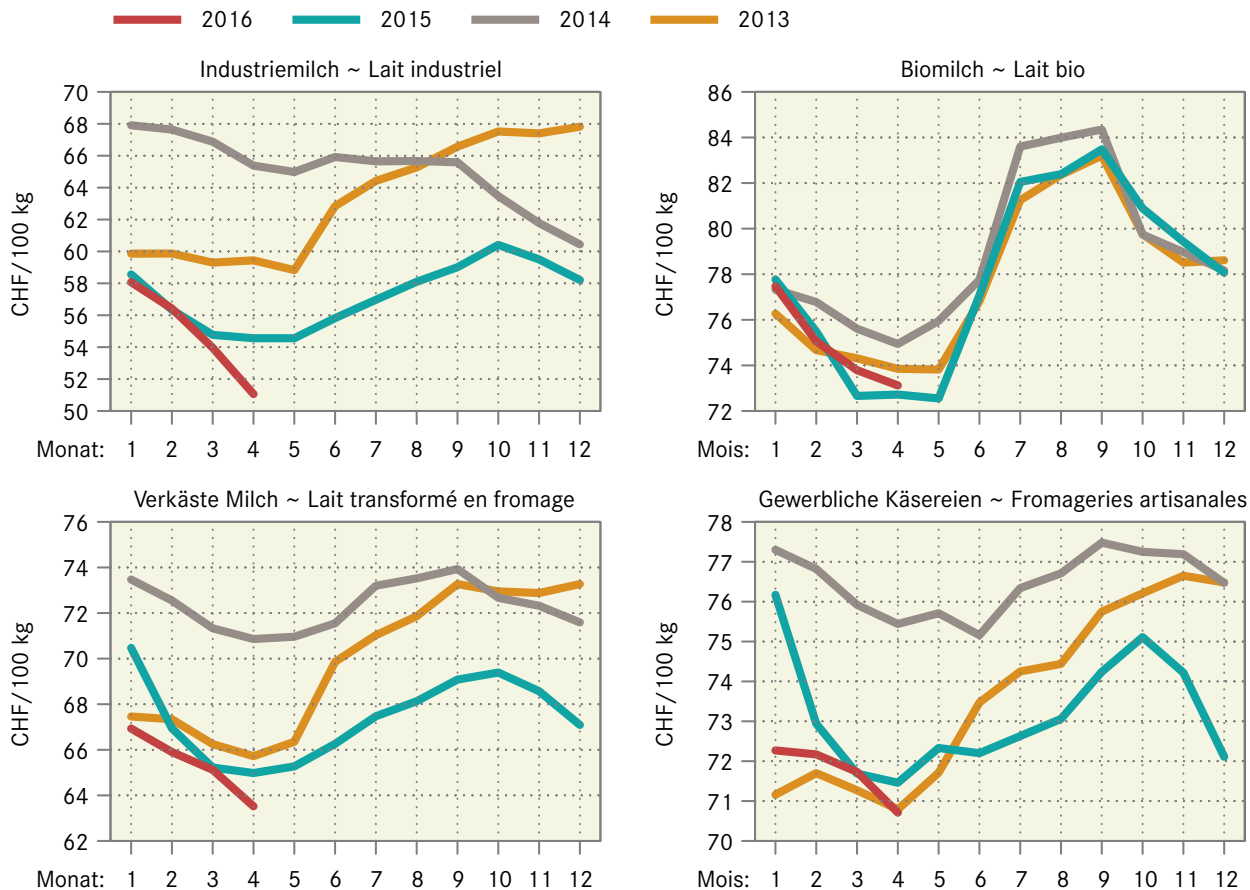 2016 2015 2014 2013
Industriemilch ~ Lait industriel
CHF/100 kg
70
68
66
64
62
60
58
56
54
52
50
Monat: 1 2 3 4 5 6 7 8 9 10 11 12
Biomilch ~ Lait bio
CHF/100 kg
86
84
82
80
78
76
74
72
Mois: 1 2 3 4 5 6 7 8 9 10 11 12
Verkäste Milch ~ Lait transformé en fromage
CHF/100 kg
76
74
72
70
68
66
64
62
Monat: 1 2 3 4 5 6 7 8 9 10 11 12
Gewerbliche Käsereien ~ Fromageries artisanales
CHF/100 kg
78
77
76
75
74
73
72
71
70
Mois: 1 2 3 4 5 6 7 8 9 10 11 12